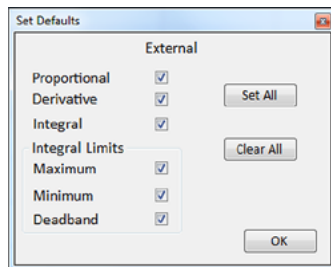 Set Defaults
External
Proportional
Derivative
Set All
Integral
Integral Limits
Clear All
Maximum
Minimum
Deadband
OK